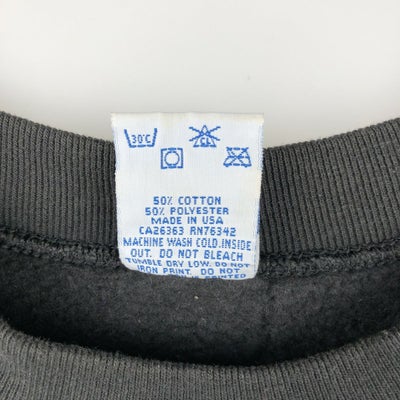 30°C CL
50% COTTON
50% POLYESTER
MADE IN USA
CA26363 RN76342
MACHINE WASH COLD.INSIDE
OUT. DO NOT BLEACH
TUMBLE DRY LOW. DO NOT
IRON PRINT. DO NOT